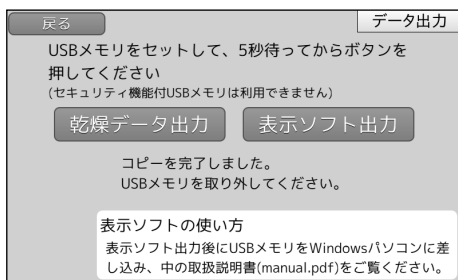 戻る
データ出力
USBメモリをセットして、5秒待ってからボタンを
押してください
(セキュリティ機能付USBメモリは利用できません)
乾燥データ出力
表示ソフト出力
コピーを完了しました。
USBメモリを取り外してください。
表示ソフトの使い方
表示ソフト出力後にUSBメモリをWindowsパソコンに差
し込み、中の取扱説明書(manual.pdf)をご覧ください。